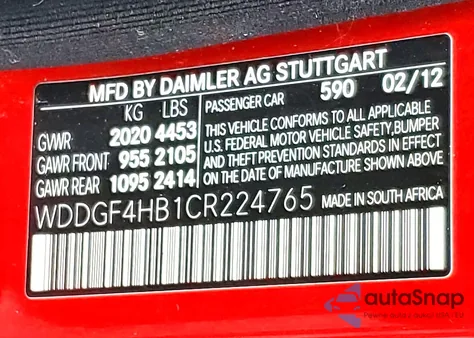 MFD BY DAIMLER AG STUTTGART
KG LBS
GVWR 2020 4453
GAWR FRONT 955 2105
GAWR REAR 1095 2414
PASSENGER CAR 590 02/12
THIS VEHICLE CONFORMS TO ALL APPLICABLE
U.S. FEDERAL MOTOR VEHICLE SAFETY, BUMPER
AND THEFT PREVENTION STANDARDS IN EFFECT
ON THE DATE OF MANUFACTURE SHOWN ABOVE
MADE IN SOUTH AFRICA
WDDGF4HB1CR224765
autoSnap